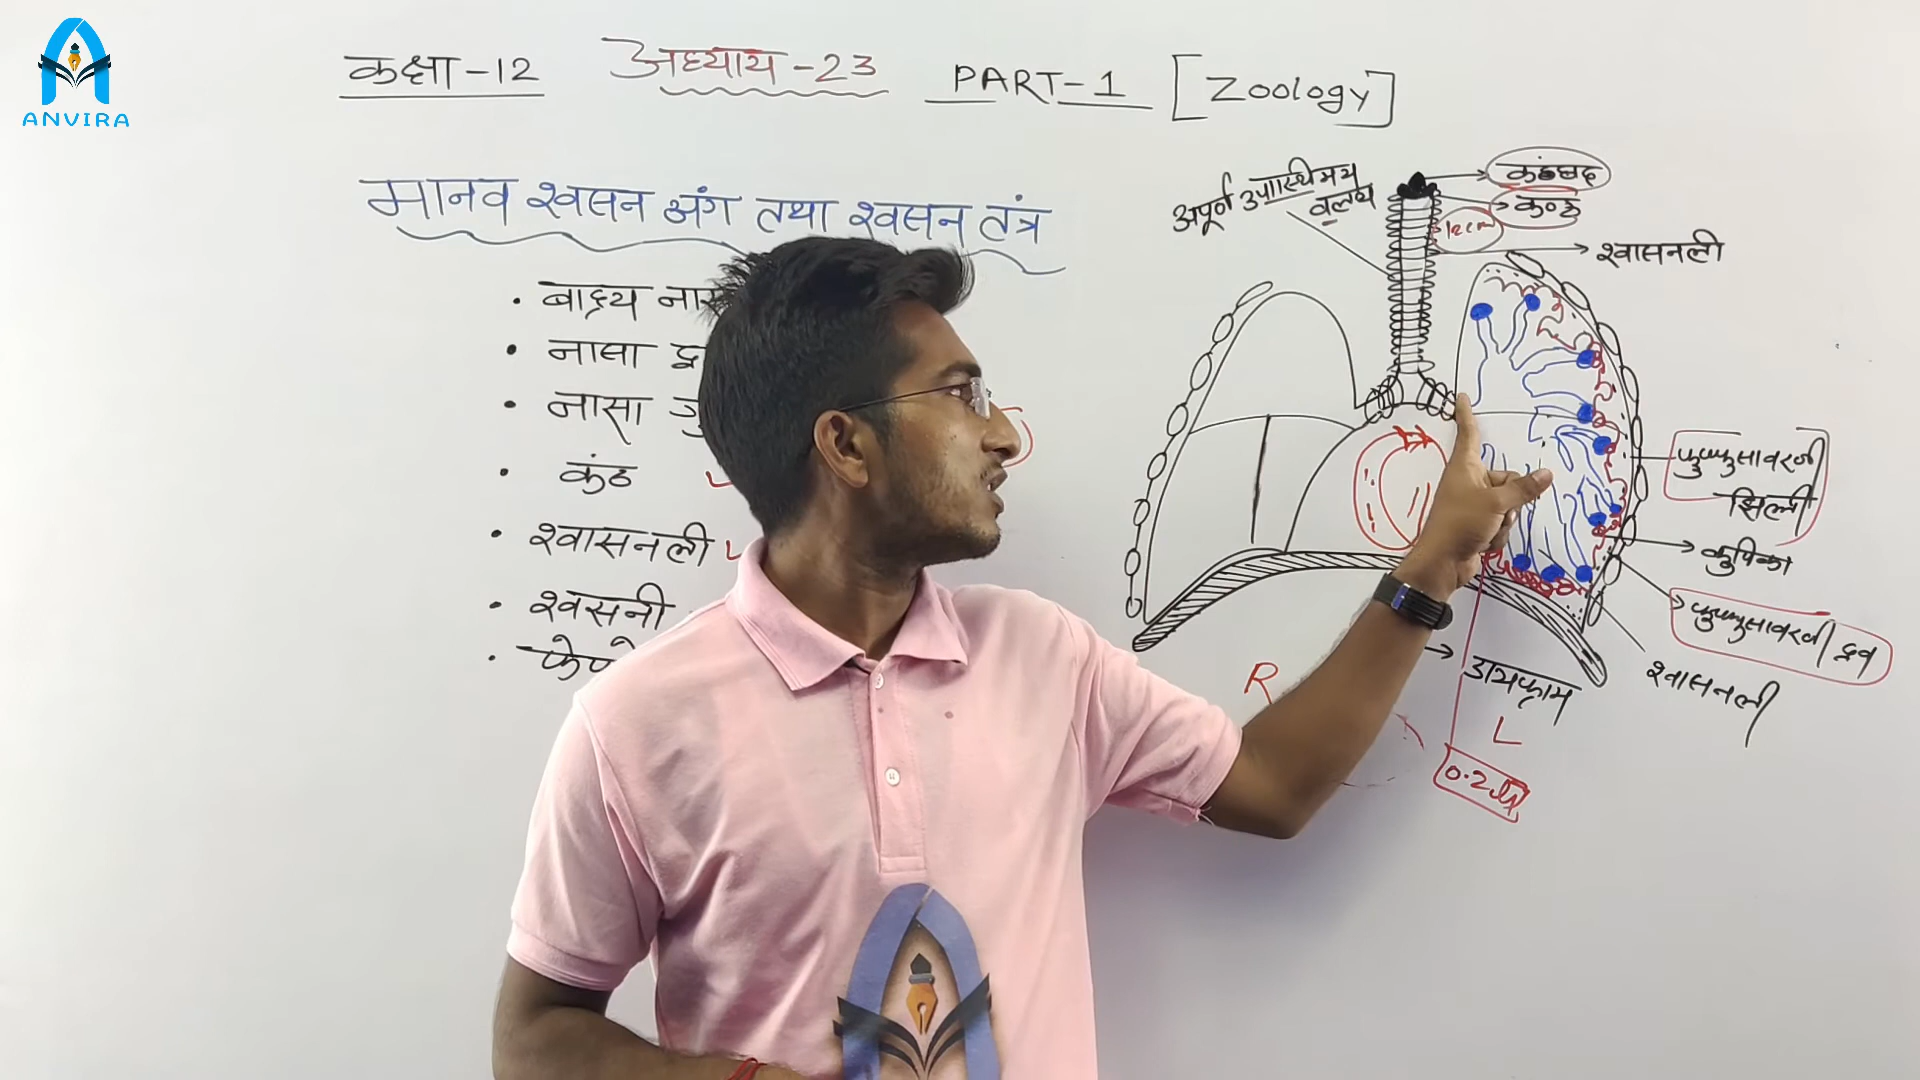 ANVIRA
कक्षा-12 अध्याय-23 PART-1 [Zoology]
मानव श्वसन अंग तथा श्वसन तंत्र
• बाह्य नास
• नासा द्व
• नासा गु
• कंठ
• श्वासनली
• श्वसनी
• फेफ
अपूर्ण उपास्थिमय
वलय
कंठच्छद
कण्ठ
12cm
श्वासनली
फुफ्फुसावरणी
झिल्ली
कुपिका
फुफ्फुसावरणी द्रव
श्वासनली
डायफ्राम
R
L